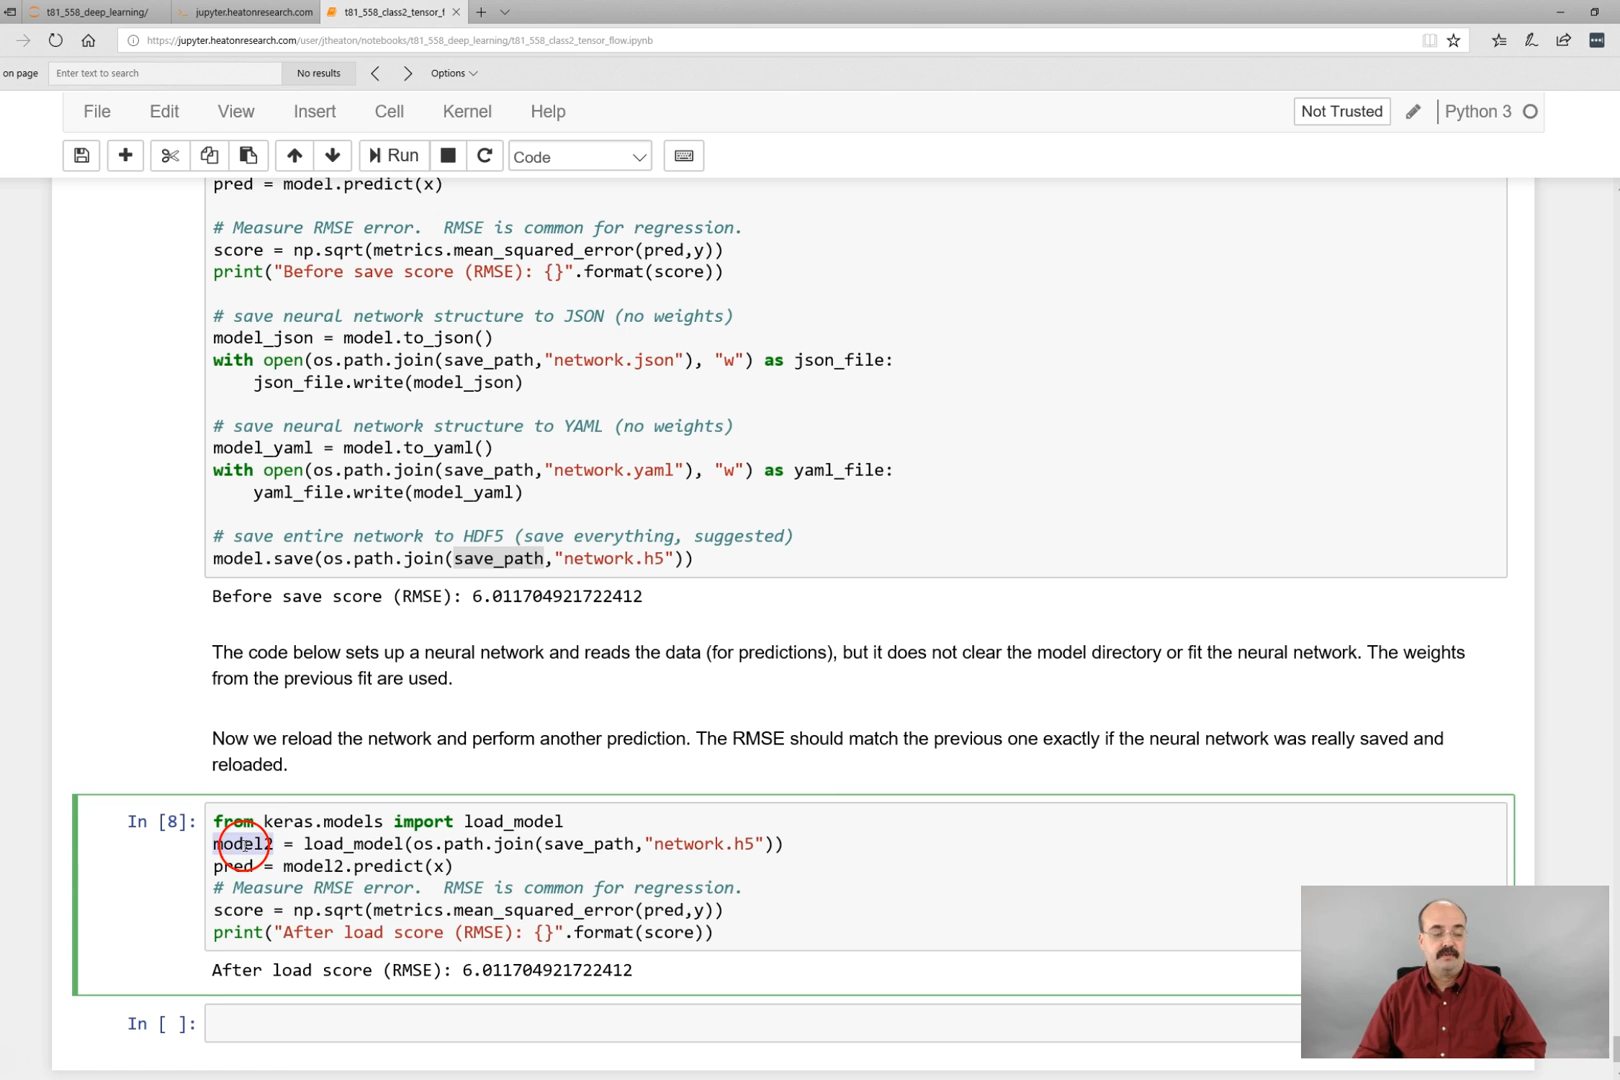 t81_558_deep_learning/
jupyter.heatonresearch.com
t81_558_class2_tensor_f
https://jupyter.heatonresearch.com/user/jtheaton/notebooks/t81_558_deep_learning/t81_558_class2_tensor_flow.ipynb
on page
Enter text to search
No results
Options
File Edit View Insert Cell Kernel Help
Not Trusted
Python 3
Run
Code
pred = model.predict(x)
# Measure RMSE error.  RMSE is common for regression.
score = np.sqrt(metrics.mean_squared_error(pred,y))
print("Before save score (RMSE): {}".format(score))
# save neural network structure to JSON (no weights)
model_json = model.to_json()
with open(os.path.join(save_path,"network.json"), "w") as json_file:
    json_file.write(model_json)
# save neural network structure to YAML (no weights)
model_yaml = model.to_yaml()
with open(os.path.join(save_path,"network.yaml"), "w") as yaml_file:
    yaml_file.write(model_yaml)
# save entire network to HDF5 (save everything, suggested)
model.save(os.path.join(save_path,"network.h5"))
Before save score (RMSE): 6.011704921722412
The code below sets up a neural network and reads the data (for predictions), but it does not clear the model directory or fit the neural network. The weights
from the previous fit are used.
Now we reload the network and perform another prediction. The RMSE should match the previous one exactly if the neural network was really saved and
reloaded.
In [8]:
from keras.models import load_model
model2 = load_model(os.path.join(save_path,"network.h5"))
pred = model2.predict(x)
# Measure RMSE error.  RMSE is common for regression.
score = np.sqrt(metrics.mean_squared_error(pred,y))
print("After load score (RMSE): {}".format(score))
After load score (RMSE): 6.011704921722412
In [ ]: